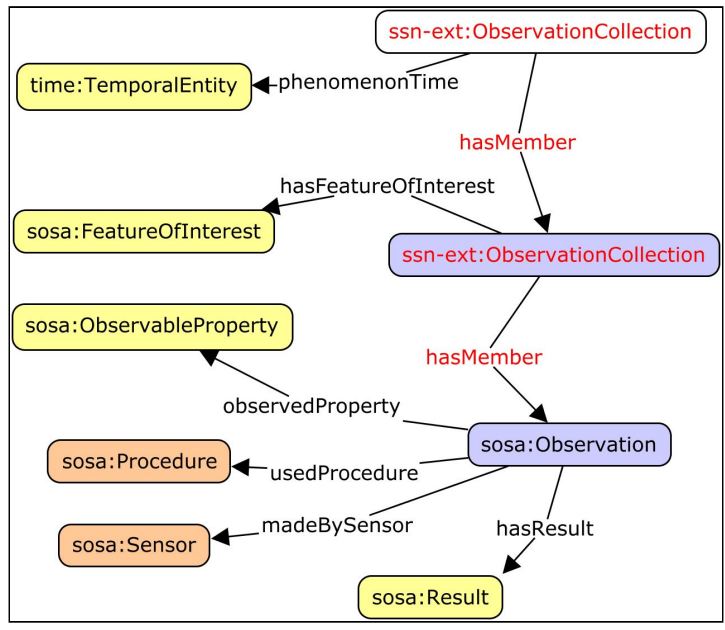 ssn-ext:ObservationCollection
time:TemporalEntity
phenomenonTime
hasMember
hasFeatureOfInterest
sosa:FeatureOfInterest
ssn-ext:ObservationCollection
sosa:ObservableProperty
hasMember
observedProperty
sosa:Observation
sosa:Procedure
usedProcedure
madeBySensor
hasResult
sosa:Sensor
sosa:Result